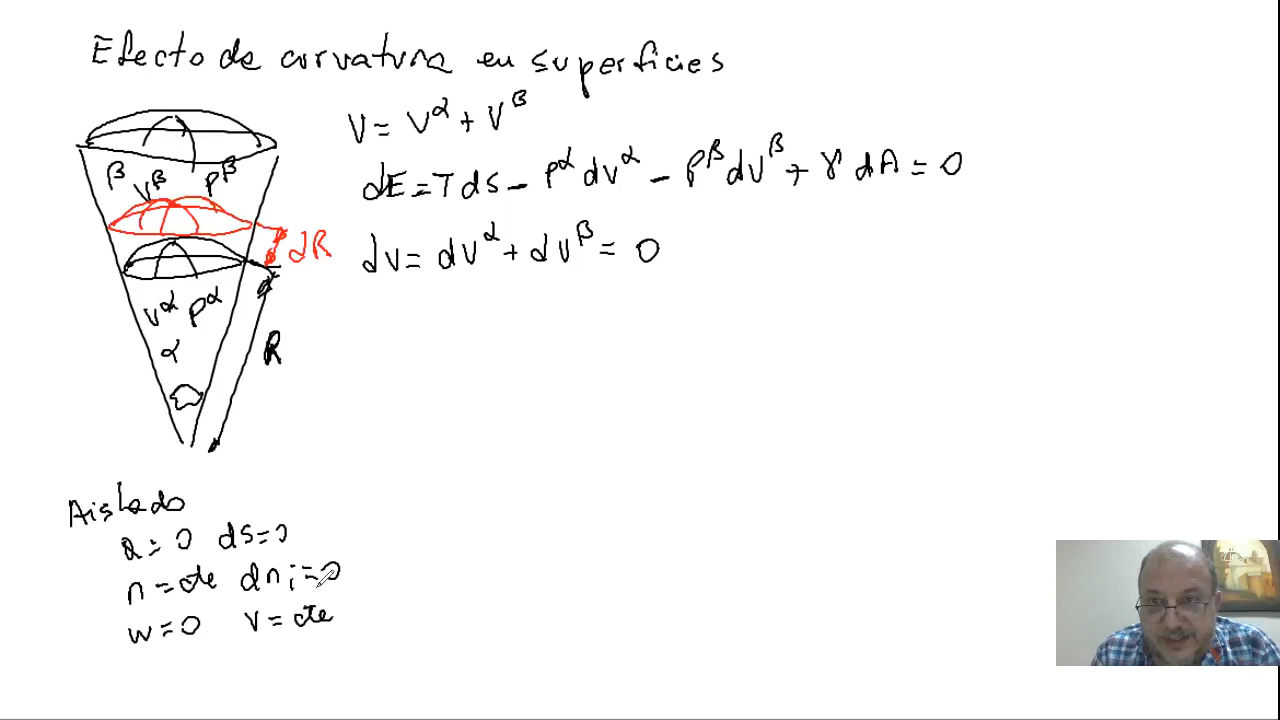 Efecto de curvatura en superficies
V = V^α + V^β
dE = T dS - P^α dV^α - P^β dV^β + γ dA = 0
dV = dV^α + dV^β = 0
β V^β P^β
dR
V^α P^α
α
R
Aislado
Q = 0 dS = 0
n = cte dni = 0
w = 0 V = cte